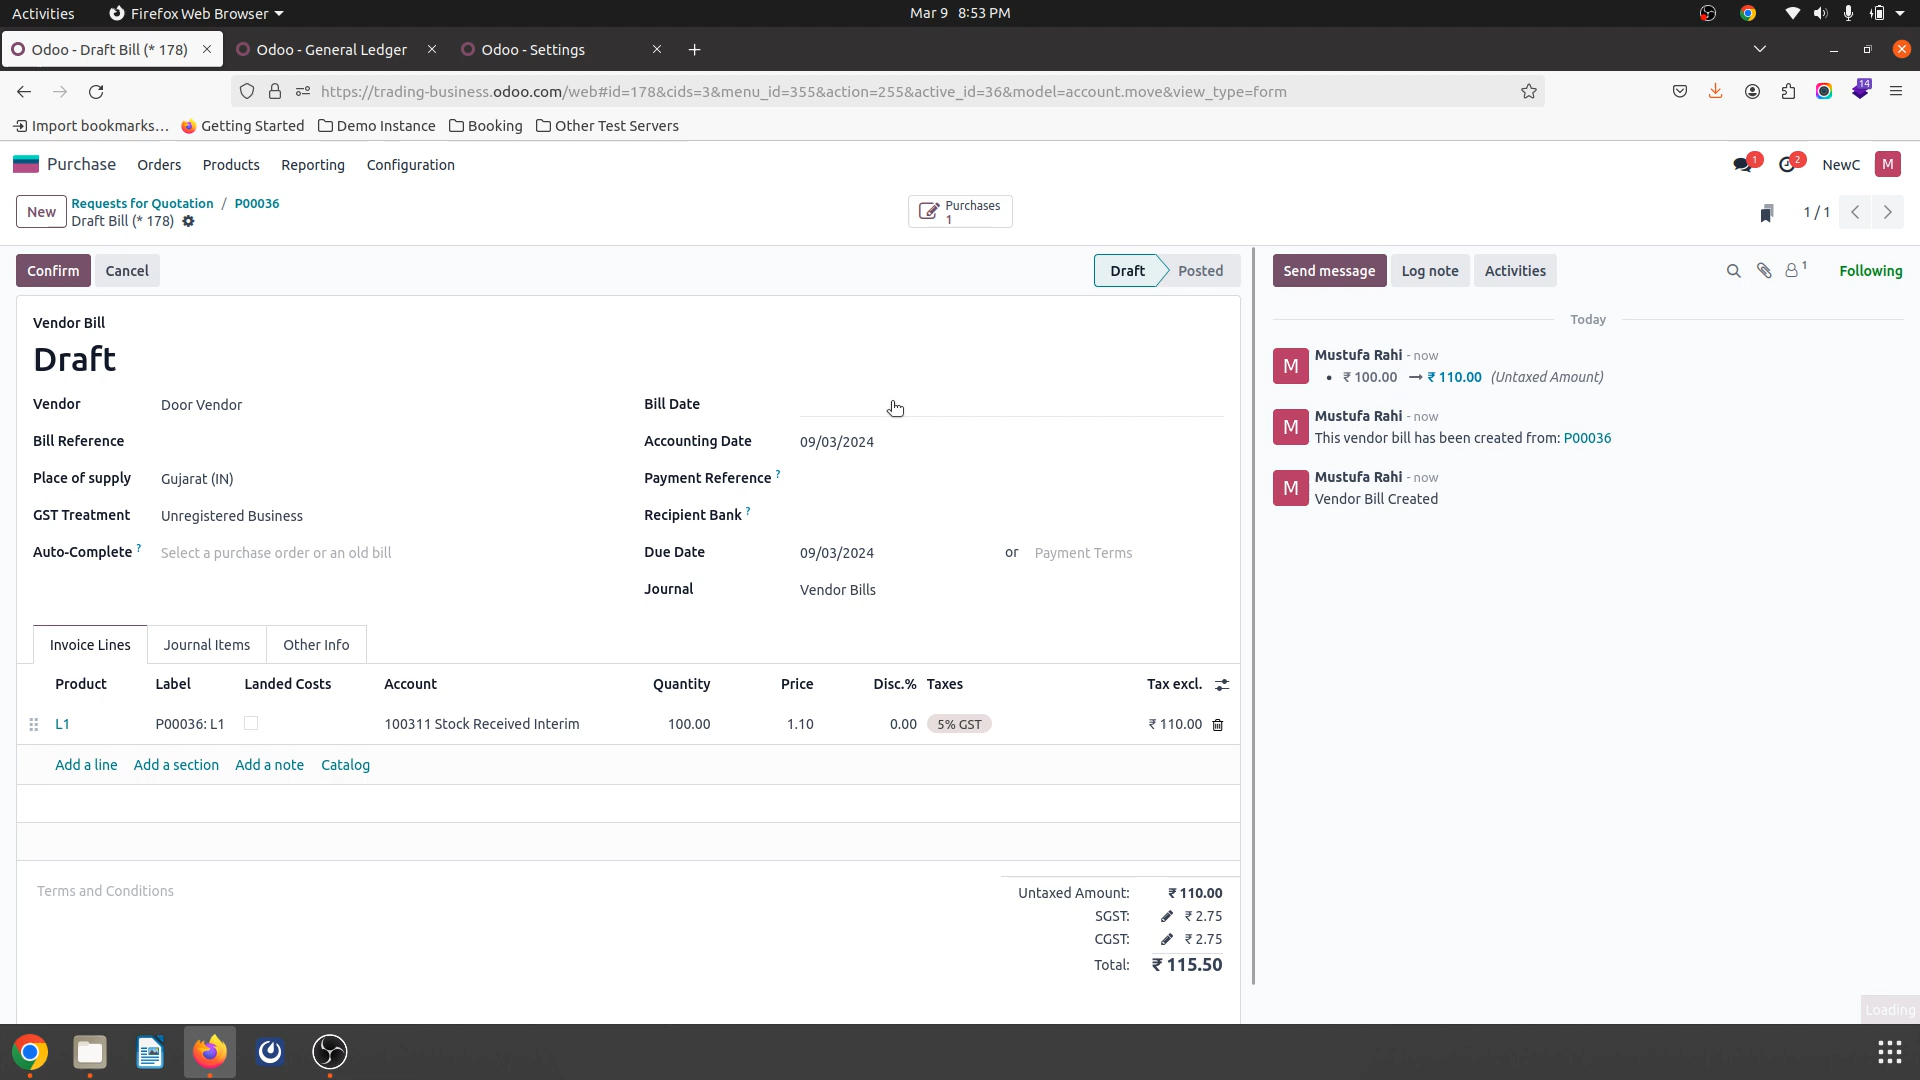 Activities Firefox Web Browser Mar 9 8:53 PM
Odoo - Draft Bill (* 178) Odoo - General Ledger Odoo - Settings
https://trading-business.odoo.com/web#id=178&cids=3&menu_id=355&action=255&active_id=36&model=account.move&view_type=form 14
Import bookmarks... Getting Started Demo Instance Booking Other Test Servers
Purchase Orders Products Reporting Configuration 1 2 NewC M
New Requests for Quotation / P00036
Draft Bill (* 178)
Purchases
1
1 / 1
Confirm Cancel Draft Posted Send message Log note Activities 1 Following
Vendor Bill
Draft
Vendor Door Vendor
Bill Reference
Place of supply Gujarat (IN)
GST Treatment Unregistered Business
Auto-Complete ? Select a purchase order or an old bill
Bill Date
Accounting Date 09/03/2024
Payment Reference ?
Recipient Bank ?
Due Date 09/03/2024 or Payment Terms
Journal Vendor Bills
Invoice Lines Journal Items Other Info
Product Label Landed Costs Account Quantity Price Disc.% Taxes Tax excl.
L1 P00036: L1 100311 Stock Received Interim 100.00 1.10 0.00 5% GST ₹ 110.00
Add a line Add a section Add a note Catalog
Terms and Conditions
Untaxed Amount: ₹ 110.00
SGST: ₹ 2.75
CGST: ₹ 2.75
Total: ₹ 115.50
Today
M Mustufa Rahi - now
• ₹ 100.00 → ₹ 110.00 (Untaxed Amount)
M Mustufa Rahi - now
This vendor bill has been created from: P00036
M Mustufa Rahi - now
Vendor Bill Created
Loading